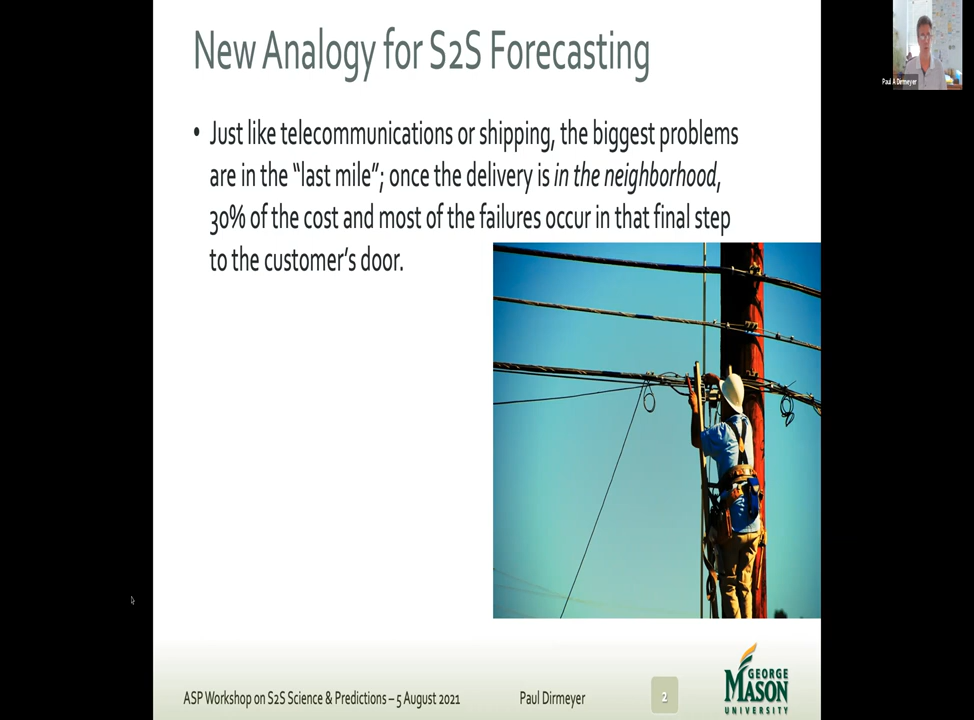 New Analogy for S2S Forecasting
Paul A Dirmeyer
• Just like telecommunications or shipping, the biggest problems
are in the “last mile”; once the delivery is in the neighborhood,
30% of the cost and most of the failures occur in that final step
to the customer’s door.
ASP Workshop on S2S Science & Predictions – 5 August 2021
Paul Dirmeyer
2
GEORGE
MASON
UNIVERSITY